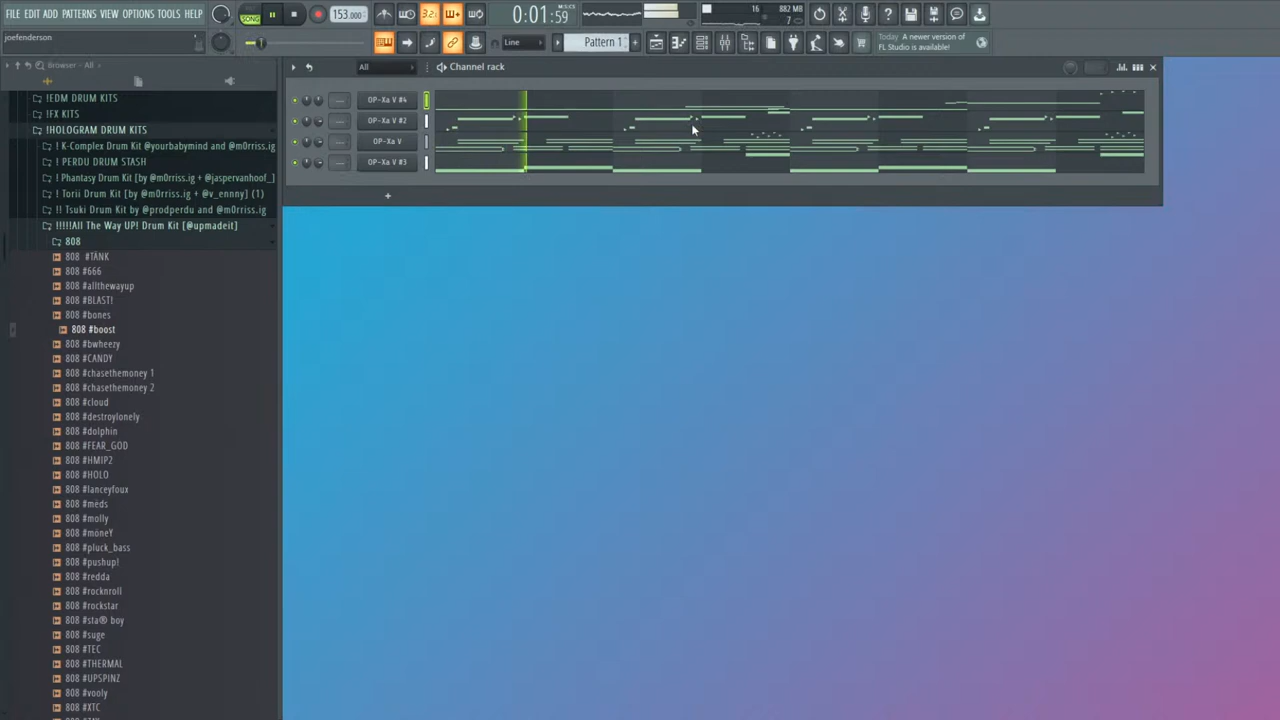 FILE EDIT ADD PATTERNS VIEW OPTIONS TOOLS HELP
SONG
153.000
3.2
0:01:59
M:S:CS
16
882 MB
7
joefenderson
Line
Pattern 1
Today A newer version of
FL Studio is available!
Browser - All
All
Channel rack
!EDM DRUM KITS
!FX KITS
!HOLOGRAM DRUM KITS
! K-Complex Drum Kit @yourbabymind and @m0rriss.ig
! PERDU DRUM STASH
! Phantasy Drum Kit [by @m0rriss.ig + @jaspervanhoof_]
! Torii Drum Kit [by @m0rriss.ig + @v_ennny] (1)
!! Tsuki Drum Kit by @prodperdu and @m0rriss.ig
!!!!!All The Way UP! Drum Kit [@upmadeit]
808
808 #TÄNK
808 #666
808 #allthewayup
808 #BLAST!
808 #bones
808 #boost
808 #bwheezy
808 #CANDY
808 #chasethemoney 1
808 #chasethemoney 2
808 #cloud
808 #destroylonely
808 #dolphin
808 #FEAR_GOD
808 #HMIP2
808 #HOLO
808 #lanceyfoux
808 #mëds
808 #molly
808 #möneY
808 #pluck_bass
808 #pushup!
808 #redda
808 #rocknroll
808 #rockstar
808 #sta® boy
808 #suge
808 #TEC
808 #THERMAL
808 #UPSPINZ
808 #vooly
808 #XTC
OP-Xa V #4
OP-Xa V #2
OP-Xa V
OP-Xa V #3